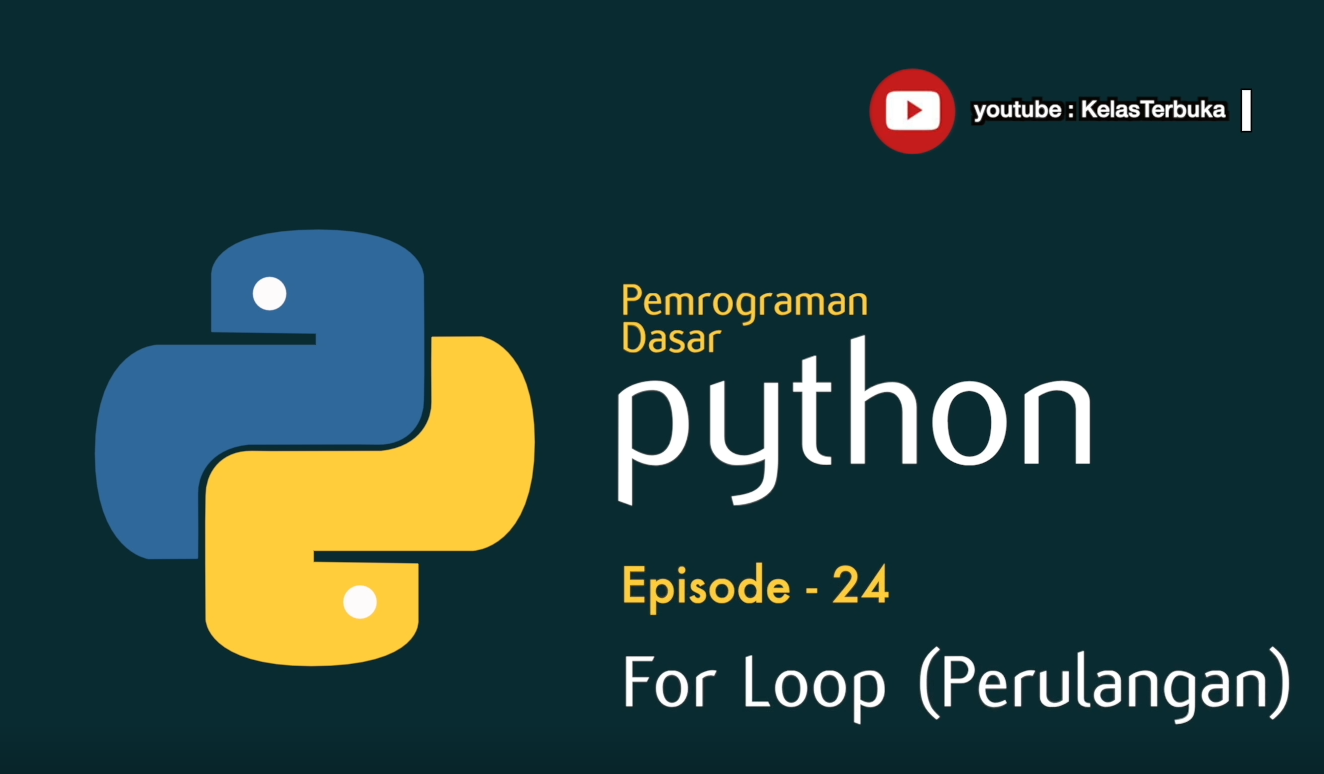 youtube : KelasTerbuka
Pemrograman
Dasar
python
Episode - 24
For Loop (Perulangan)